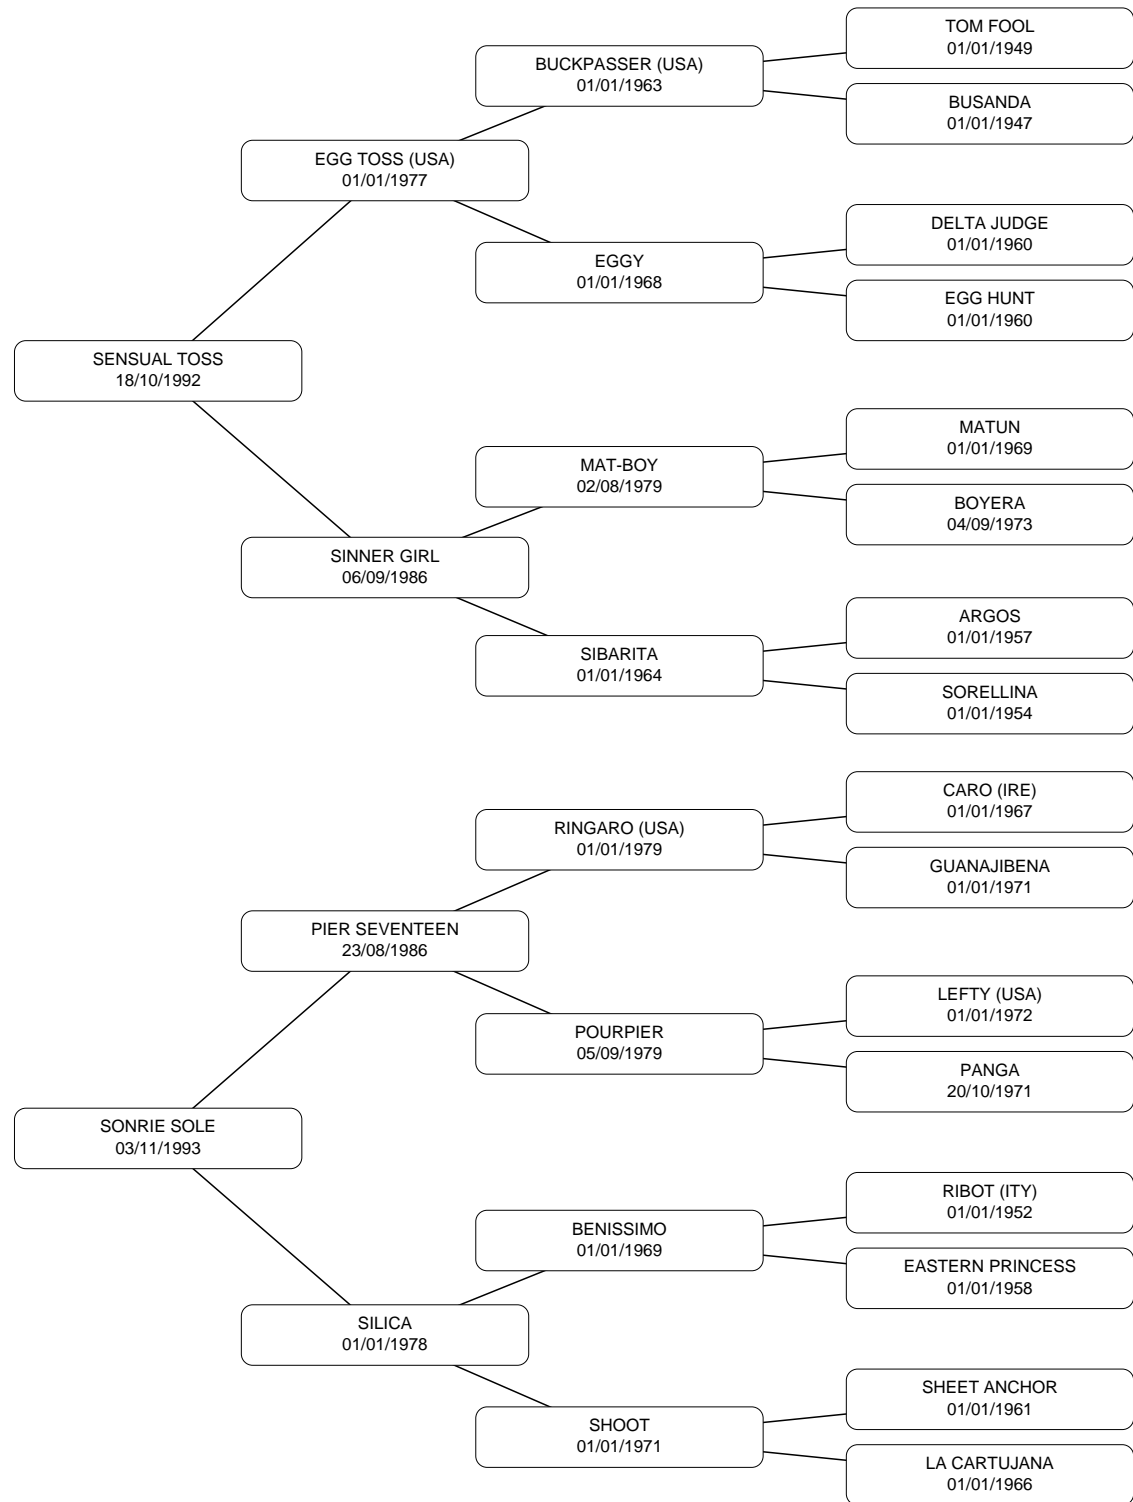 TOM FOOL
01/01/1949
BUCKPASSER (USA)
01/01/1963
BUSANDA
01/01/1947
EGG TOSS (USA)
01/01/1977
DELTA JUDGE
01/01/1960
EGGY
01/01/1968
EGG HUNT
01/01/1960
SENSUAL TOSS
18/10/1992
MATUN
01/01/1969
MAT-BOY
02/08/1979
BOYERA
04/09/1973
SINNER GIRL
06/09/1986
ARGOS
01/01/1957
SIBARITA
01/01/1964
SORELLINA
01/01/1954
CARO (IRE)
01/01/1967
RINGARO (USA)
01/01/1979
GUANAJIBENA
01/01/1971
PIER SEVENTEEN
23/08/1986
LEFTY (USA)
01/01/1972
POURPIER
05/09/1979
PANGA
20/10/1971
SONRIE SOLE
03/11/1993
RIBOT (ITY)
01/01/1952
BENISSIMO
01/01/1969
EASTERN PRINCESS
01/01/1958
SILICA
01/01/1978
SHEET ANCHOR
01/01/1961
SHOOT
01/01/1971
LA CARTUJANA
01/01/1966